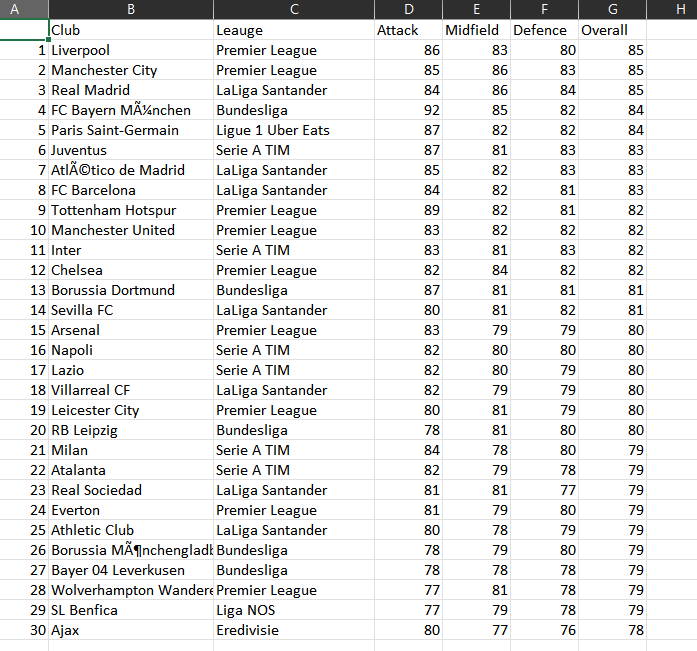 A B C D E F G H
Club Leauge Attack Midfield Defence Overall
1 Liverpool Premier League 86 83 80 85
2 Manchester City Premier League 85 86 83 85
3 Real Madrid LaLiga Santander 84 86 84 85
4 FC Bayern MÃ¼nchen Bundesliga 92 85 82 84
5 Paris Saint-Germain Ligue 1 Uber Eats 87 82 82 84
6 Juventus Serie A TIM 87 81 83 83
7 AtlÃ©tico de Madrid LaLiga Santander 85 82 83 83
8 FC Barcelona LaLiga Santander 84 82 81 83
9 Tottenham Hotspur Premier League 89 82 81 82
10 Manchester United Premier League 83 82 82 82
11 Inter Serie A TIM 83 81 83 82
12 Chelsea Premier League 82 84 82 82
13 Borussia Dortmund Bundesliga 87 81 81 81
14 Sevilla FC LaLiga Santander 80 81 82 81
15 Arsenal Premier League 83 79 79 80
16 Napoli Serie A TIM 82 80 80 80
17 Lazio Serie A TIM 82 80 79 80
18 Villarreal CF LaLiga Santander 82 79 79 80
19 Leicester City Premier League 80 81 79 80
20 RB Leipzig Bundesliga 78 81 80 80
21 Milan Serie A TIM 84 78 80 79
22 Atalanta Serie A TIM 82 79 78 79
23 Real Sociedad LaLiga Santander 81 81 77 79
24 Everton Premier League 81 79 80 79
25 Athletic Club LaLiga Santander 80 78 79 79
26 Borussia MÃ¶nchengladb Bundesliga 78 79 80 79
27 Bayer 04 Leverkusen Bundesliga 78 78 78 79
28 Wolverhampton Wandere Premier League 77 81 78 79
29 SL Benfica Liga NOS 77 79 78 79
30 Ajax Eredivisie 80 77 76 78